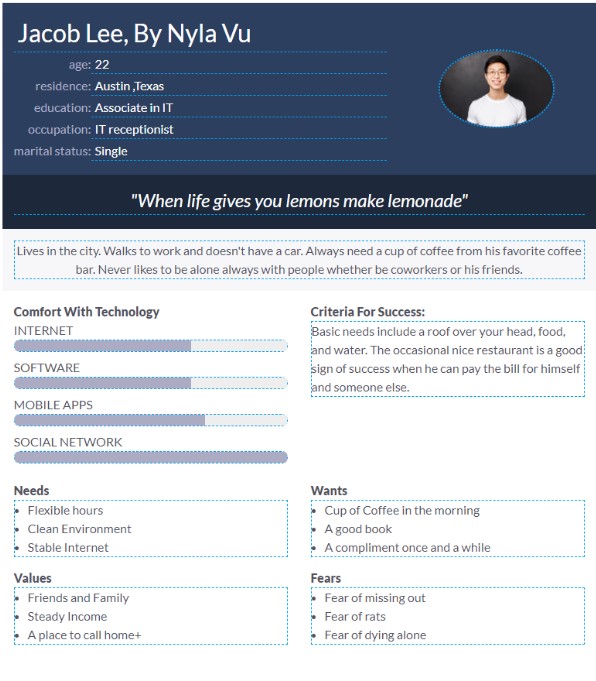 Jacob Lee, By Nyla Vu
age: 22
residence: Austin ,Texas
education: Associate in IT
occupation: IT receptionist
marital status: Single
"When life gives you lemons make lemonade"
Lives in the city. Walks to work and doesn't have a car. Always need a cup of coffee from his favorite coffee
bar. Never likes to be alone always with people whether be coworkers or his friends.
Comfort With Technology
INTERNET
SOFTWARE
MOBILE APPS
SOCIAL NETWORK
Criteria For Success:
Basic needs include a roof over your head, food,
and water. The occasional nice restaurant is a good
sign of success when he can pay the bill for himself
and someone else.
Needs
• Flexible hours
• Clean Environment
• Stable Internet
Wants
• Cup of Coffee in the morning
• A good book
• A compliment once and a while
Values
• Friends and Family
• Steady Income
• A place to call home+
Fears
• Fear of missing out
• Fear of rats
• Fear of dying alone